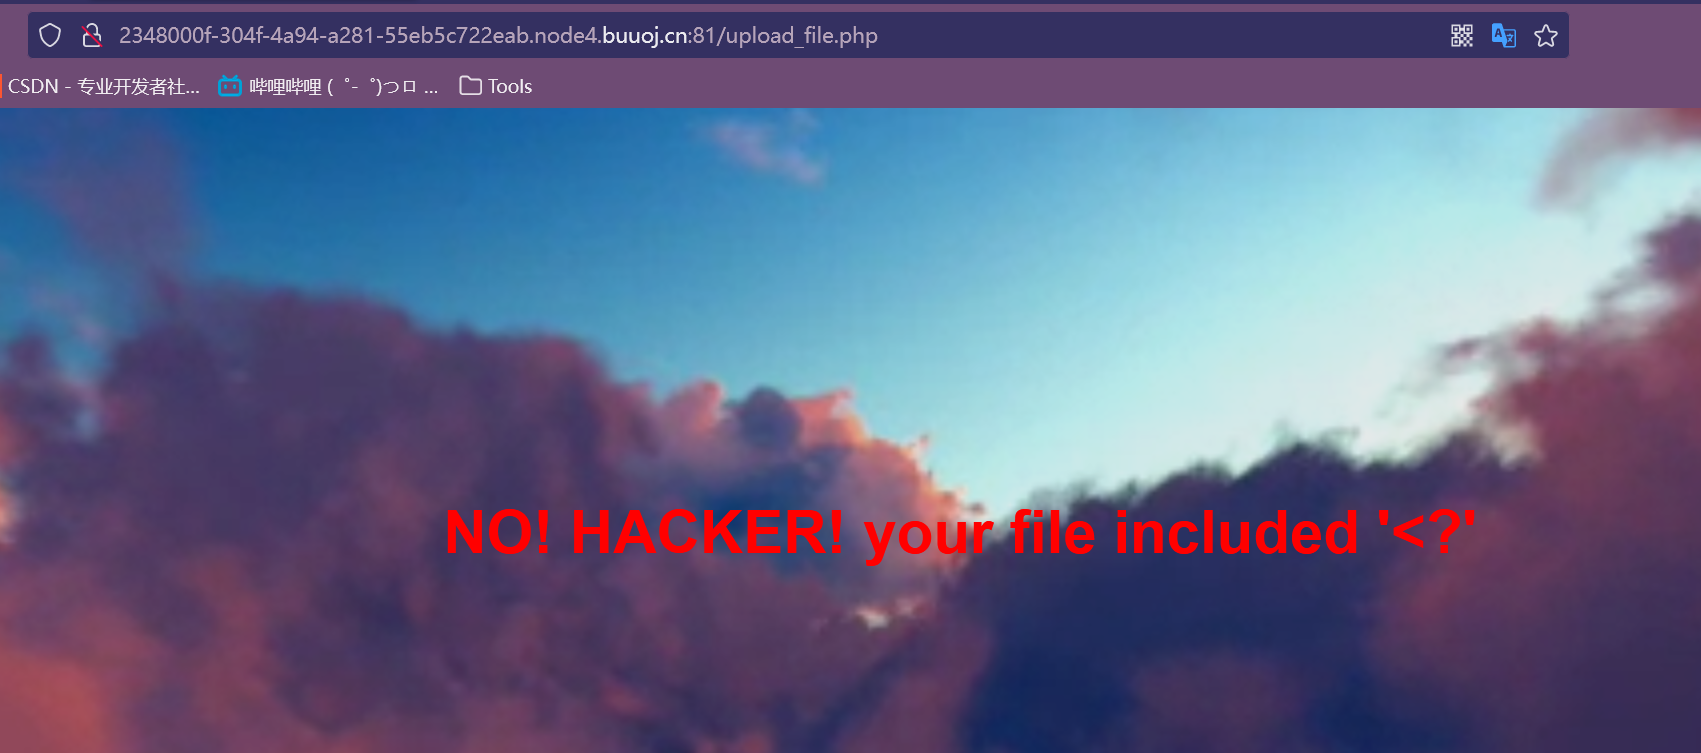 2348000f-304f-4a94-a281-55eb5c722eab.node4.buuoj.cn:81/upload_file.php
CSDN - 专业开发者社... 哔哩哔哩 ( ゜- ゜)つロ ... Tools
NO! HACKER! your file included '<?'